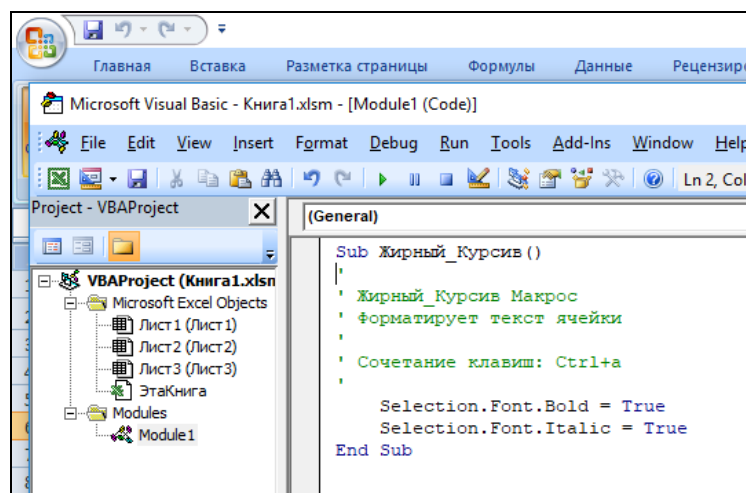 Главная Вставка Разметка страницы Формулы Данные Рецензиро
Microsoft Visual Basic - Книга1.xlsm - [Module1 (Code)]
File Edit View Insert Format Debug Run Tools Add-Ins Window Help
Ln 2, Col
Project - VBAProject
(General)
VBAProject (Книга1.xlsm
Microsoft Excel Objects
Лист1 (Лист1)
Лист2 (Лист2)
Лист3 (Лист3)
ЭтаКнига
Modules
Module1
Sub Жирный_Курсив()
'
' Жирный_Курсив Макрос
' Форматирует текст ячейки
'
' Сочетание клавиш: Ctrl+a
'
Selection.Font.Bold = True
Selection.Font.Italic = True
End Sub